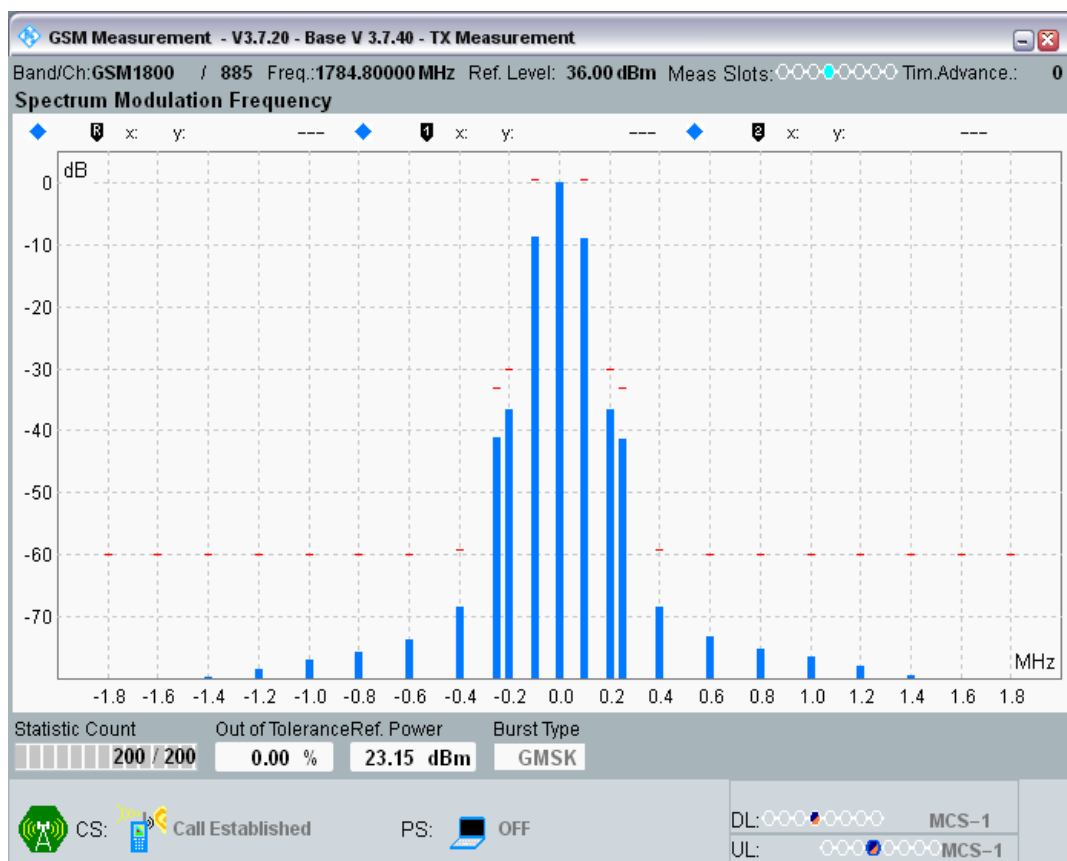 GSM Measurement - V3.7.20 - Base V 3.7.40 - TX Measurement
Band/Ch:GSM1800 / 885 Freq.:1784.80000 MHz Ref. Level: 36.00 dBm Meas Slots: Tim.Advance.: 0
Spectrum Modulation Frequency
R x: y: --- 1 x: y: --- 2 x: y: ---
dB
0
-10
-20
-30
-40
-50
-60
-70
MHz
-1.8 -1.6 -1.4 -1.2 -1.0 -0.8 -0.6 -0.4 -0.2 0.0 0.2 0.4 0.6 0.8 1.0 1.2 1.4 1.6 1.8
Statistic Count Out of Tolerance Ref. Power Burst Type
200 / 200 0.00 % 23.15 dBm GMSK
CS: Call Established PS: OFF DL: MCS-1
UL: MCS-1